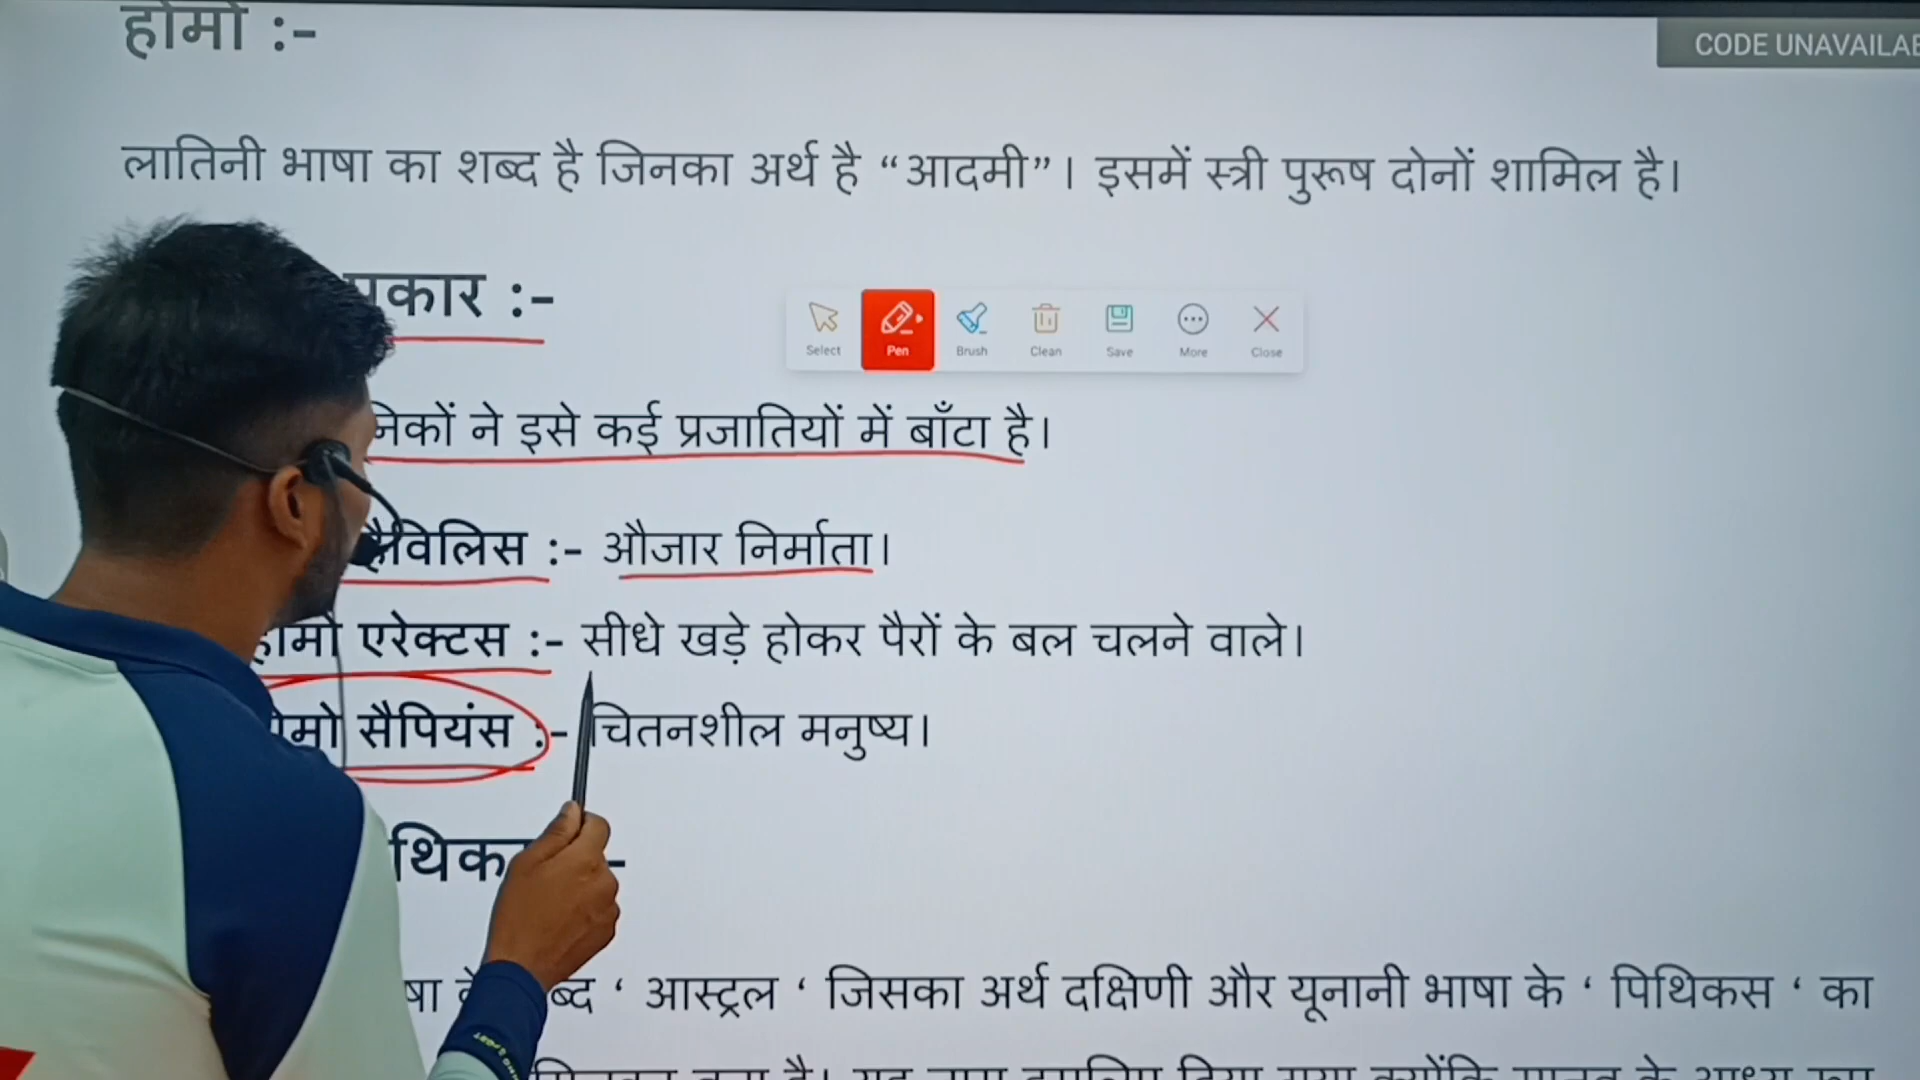 होमो :-
CODE UNAVAILAB
लातिनी भाषा का शब्द है जिनका अर्थ है “आदमी”। इसमें स्त्री पुरूष दोनों शामिल है।
कार :-
Select Pen Brush Clean Save More Close
ने इसे कई प्रजातियों में बाँटा है।
हैविलिस :- औजार निर्माता।
होमो एरेक्टस :- सीधे खड़े होकर पैरों के बल चलने वाले।
सैपियंस :- चितनशील मनुष्य।
‘ आस्ट्रल ‘ जिसका अर्थ दक्षिणी और यूनानी भाषा के ‘ पिथिकस ‘ का